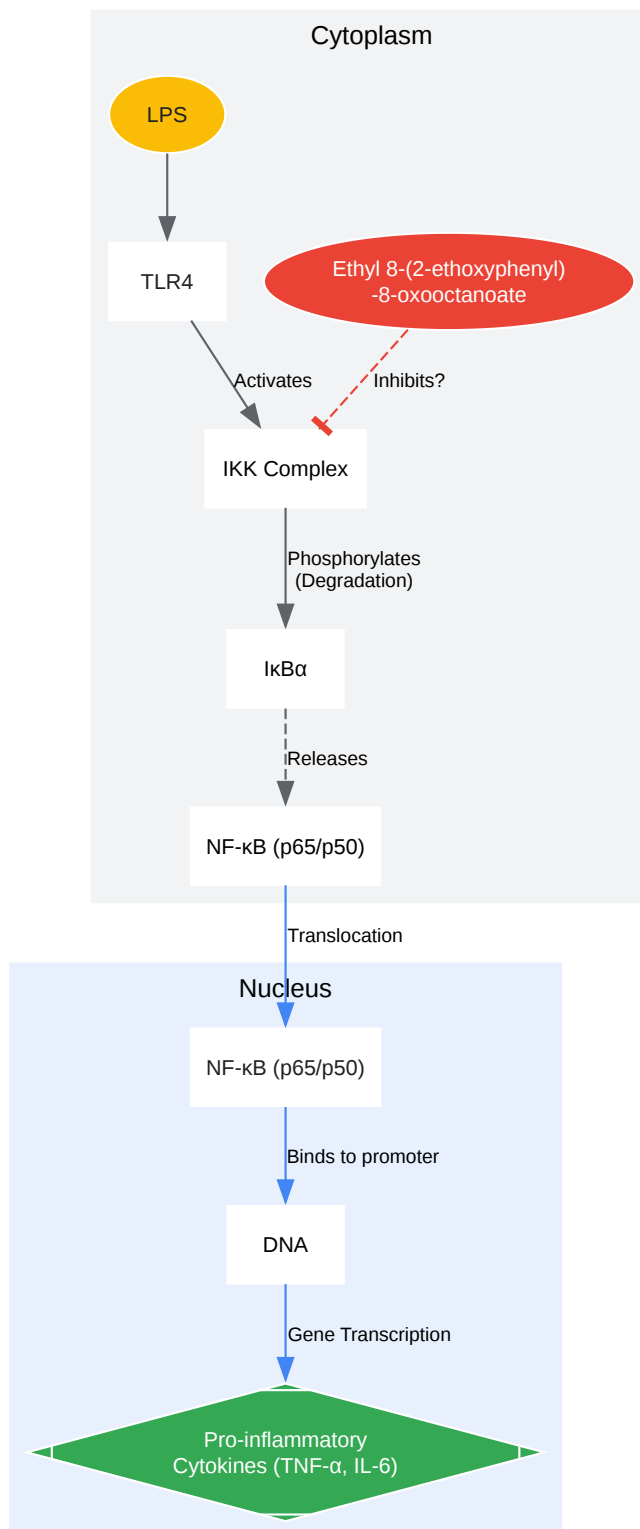 Cytoplasm
LPS
TLR4
Ethyl 8-(2-ethoxyphenyl)
-8-oxooctanoate
Activates
Inhibits?
IKK Complex
Phosphorylates
(Degradation)
IκBα
Releases
NF-κB (p65/p50)
Translocation
Nucleus
NF-κB (p65/p50)
Binds to promoter
DNA
Gene Transcription
Pro-inflammatory
Cytokines (TNF-α, IL-6)